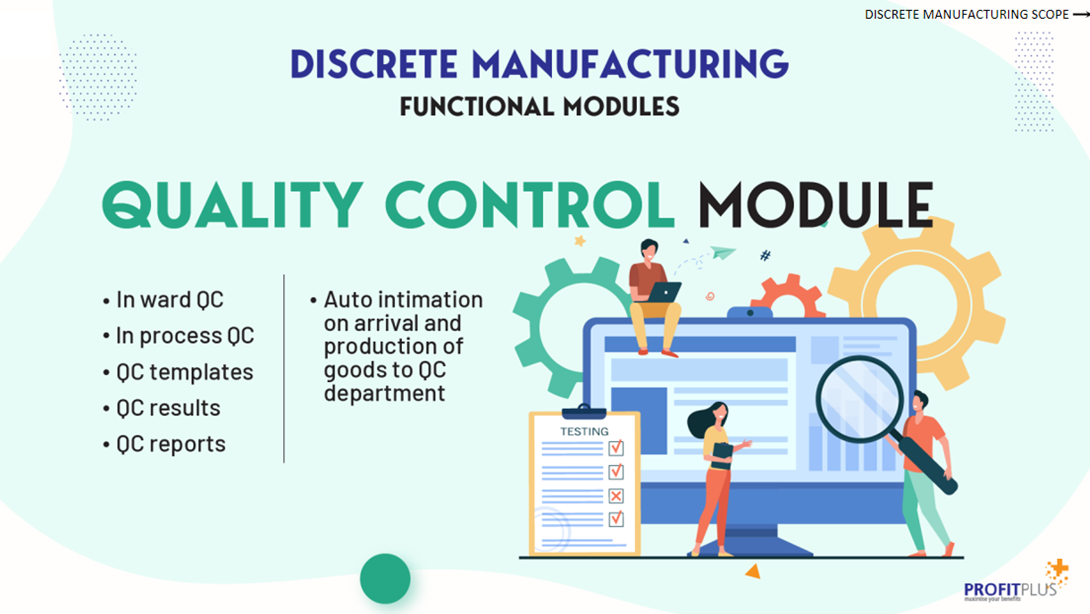 DISCRETE MANUFACTURING SCOPE →
DISCRETE MANUFACTURING
FUNCTIONAL MODULES
QUALITY CONTROL MODULE
• In ward QC
• In process QC
• QC templates
• QC results
• QC reports
• Auto intimation
on arrival and
production of
goods to QC
department
#
TESTING
PROFITPLUS
maximise your benefits